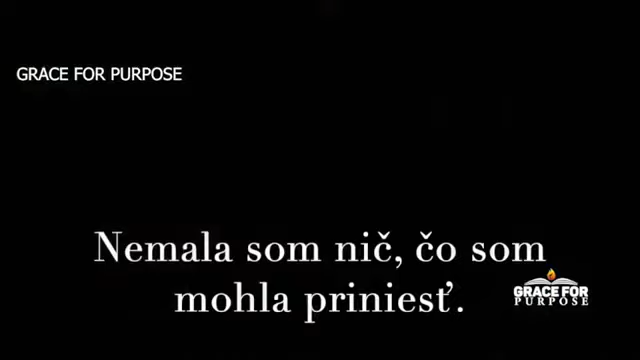 GRACE FOR PURPOSE
Nemala som nič, čo som
mohla priniesť.
GRACE FOR
PURPOSE